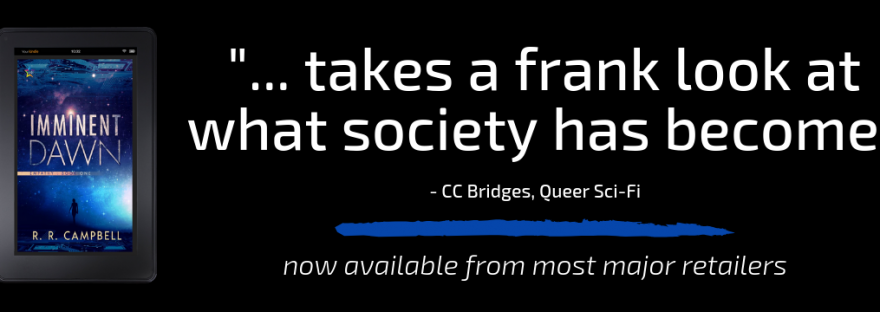 IMMINENT
DAWN
R. R. CAMPBELL
"... takes a frank look at
what society has become
- CC Bridges, Queer Sci-Fi
now available from most major retailers